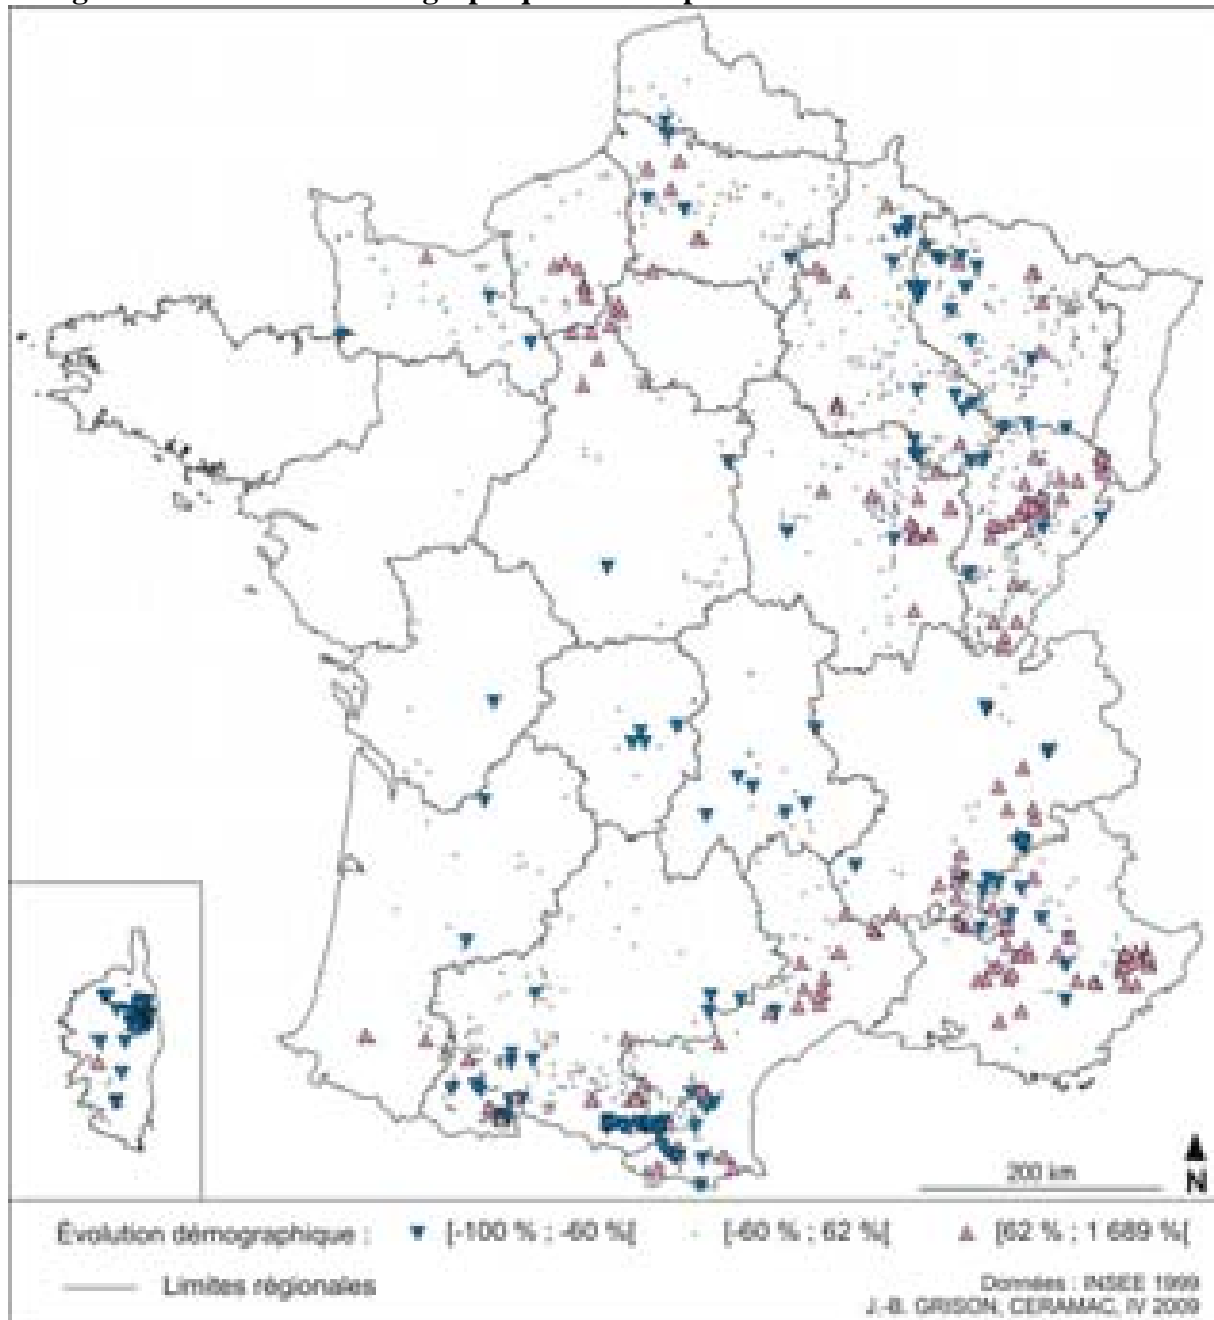 200 km
N
Évolution démographique : [-100 % ; -60 %[ [-60 % ; 62 %[ [62 % ; 1 689 %[
Limites régionales
Données : INSEE 1999
J.-B. GRISON, CERAMAC, IV 2009